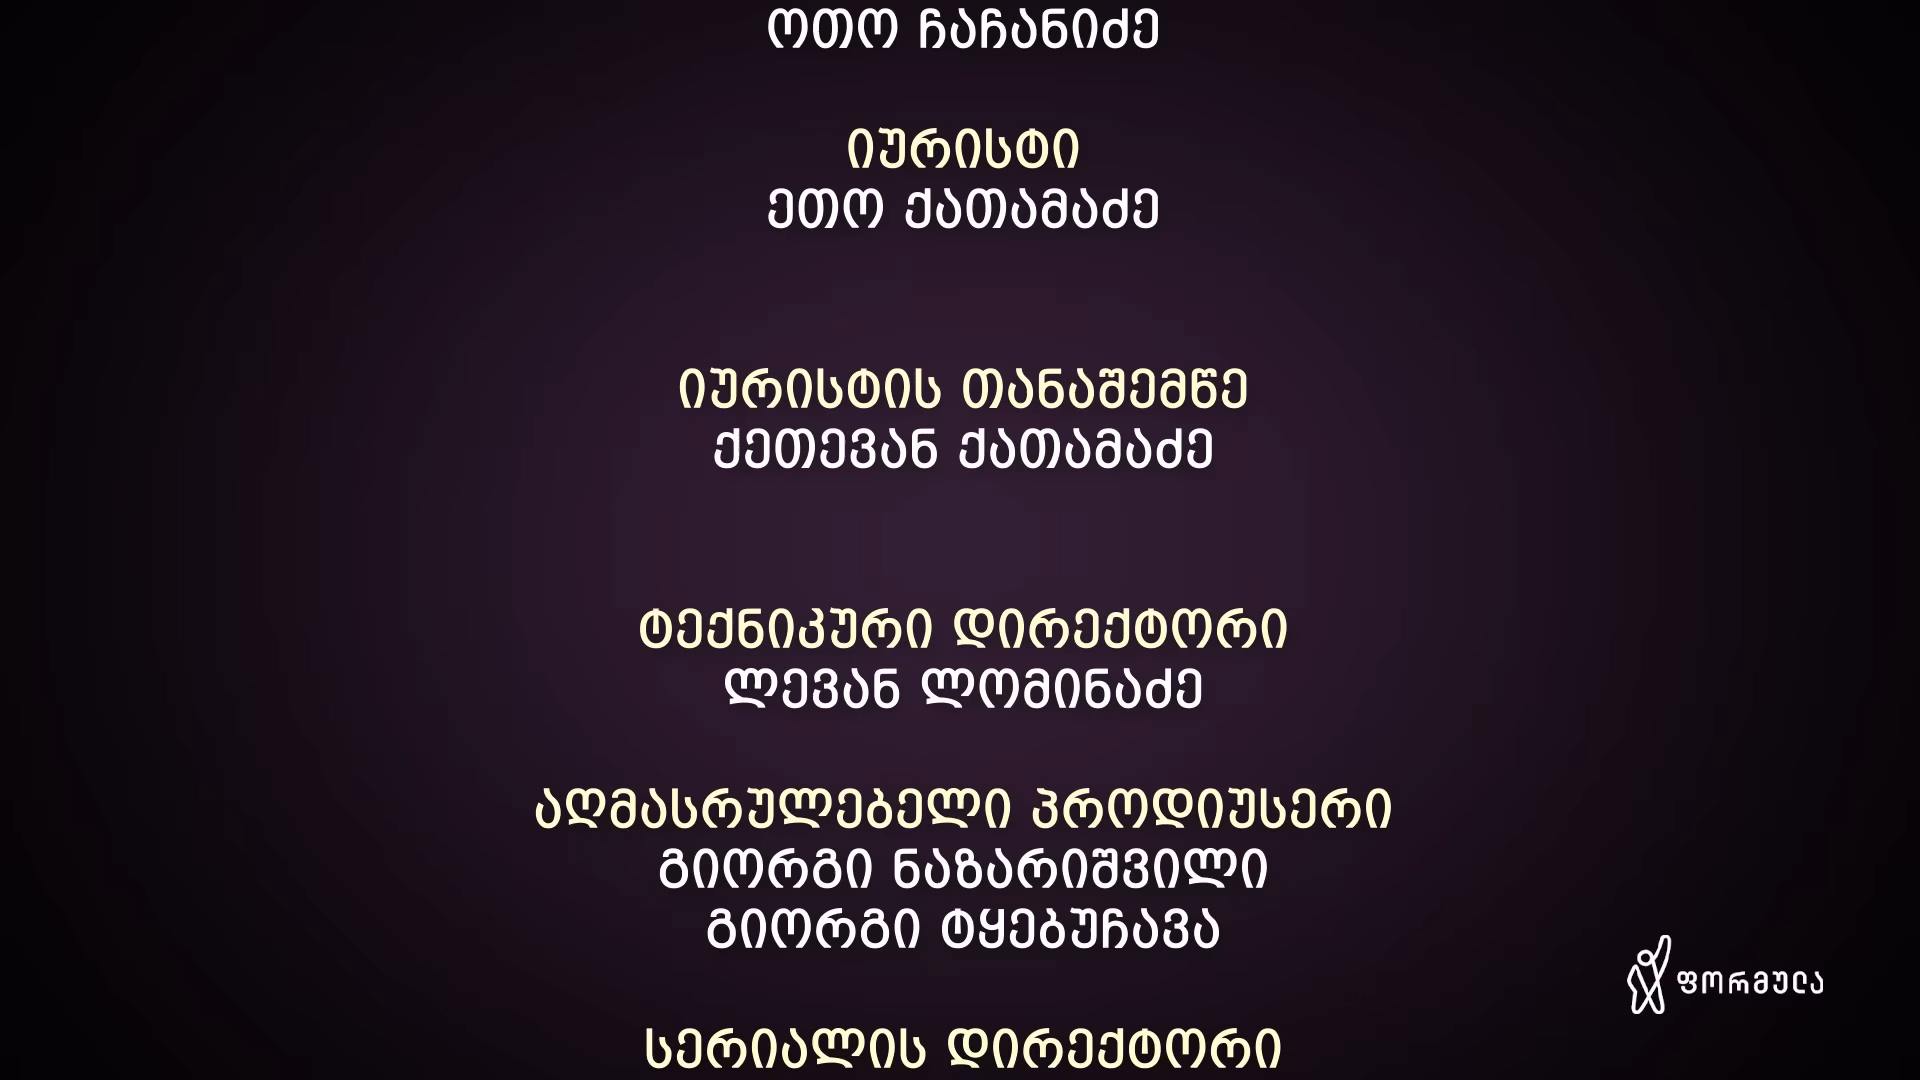 ოთო ჩაჩანიძე
იურისტი
ეთო ქათამაძე
იურისტის თანაშემწე
ქეთევან ქათამაძე
ტექნიკური დირექტორი
ლევან ლომინაძე
აღმასრულებელი პროდიუსერი
გიორგი ნაზარიშვილი
გიორგი ტყებუჩავა
ფორმულა
სერიალის დირექტორი